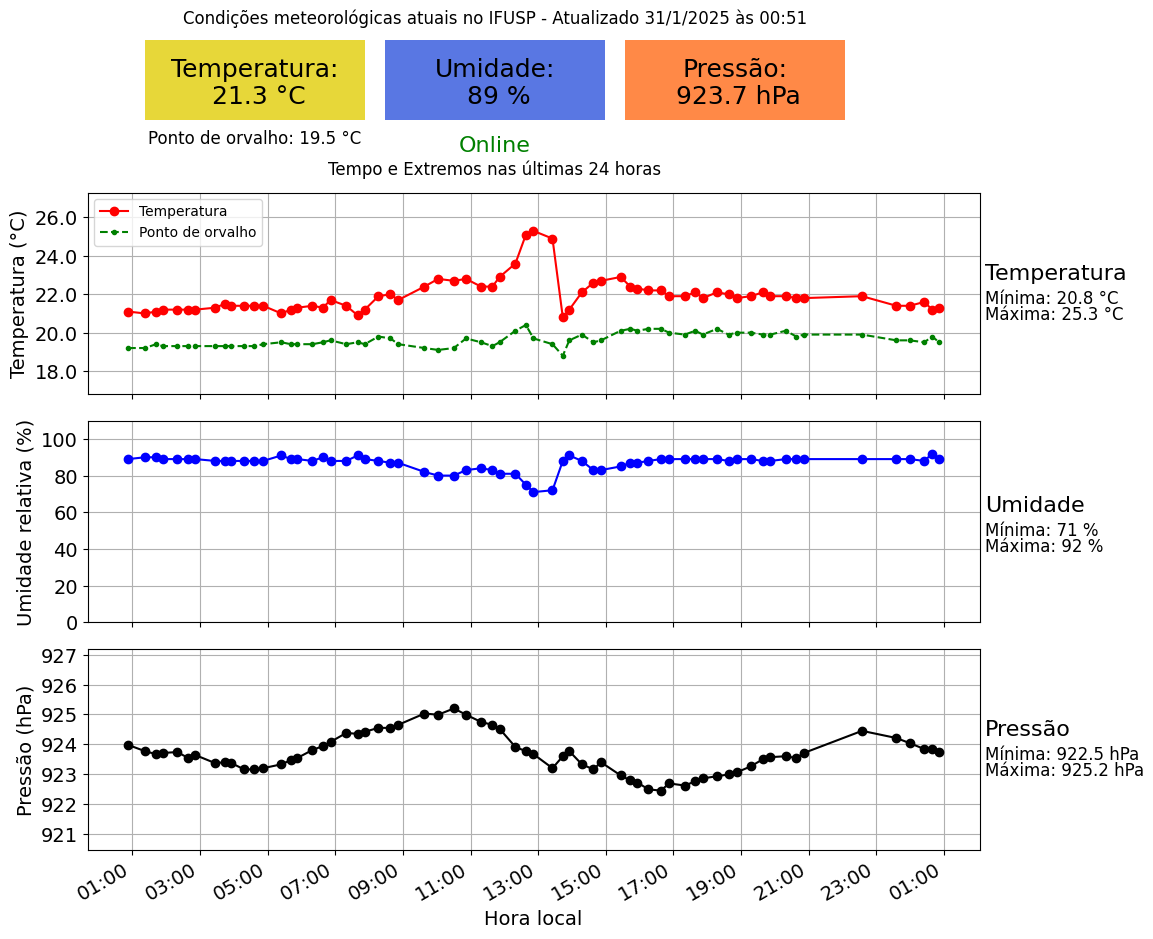 Condições meteorológicas atuais no IFUSP - Atualizado 31/1/2025 às 00:51
Temperatura:
21.3 °C
Umidade:
89 %
Pressão:
923.7 hPa
Ponto de orvalho: 19.5 °C
Online
Tempo e Extremos nas últimas 24 horas
Temperatura (°C)
26.0
24.0
22.0
20.0
18.0
Temperatura
Ponto de orvalho
Temperatura
Mínima: 20.8 °C
Máxima: 25.3 °C
Umidade relativa (%)
100
80
60
40
20
0
Umidade
Mínima: 71 %
Máxima: 92 %
Pressão (hPa)
927
926
925
924
923
922
921
Pressão
Mínima: 922.5 hPa
Máxima: 925.2 hPa
01:00 03:00 05:00 07:00 09:00 11:00 13:00 15:00 17:00 19:00 21:00 23:00 01:00
Hora local